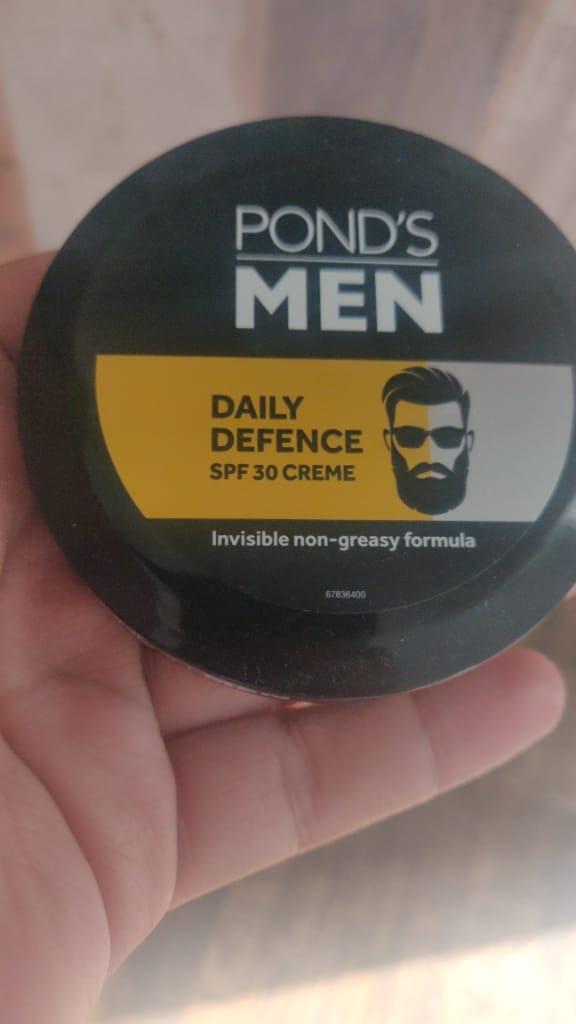 POND'S
MEN
DAILY
DEFENCE
SPF 30 CREME
Invisible non-greasy formula
67836400